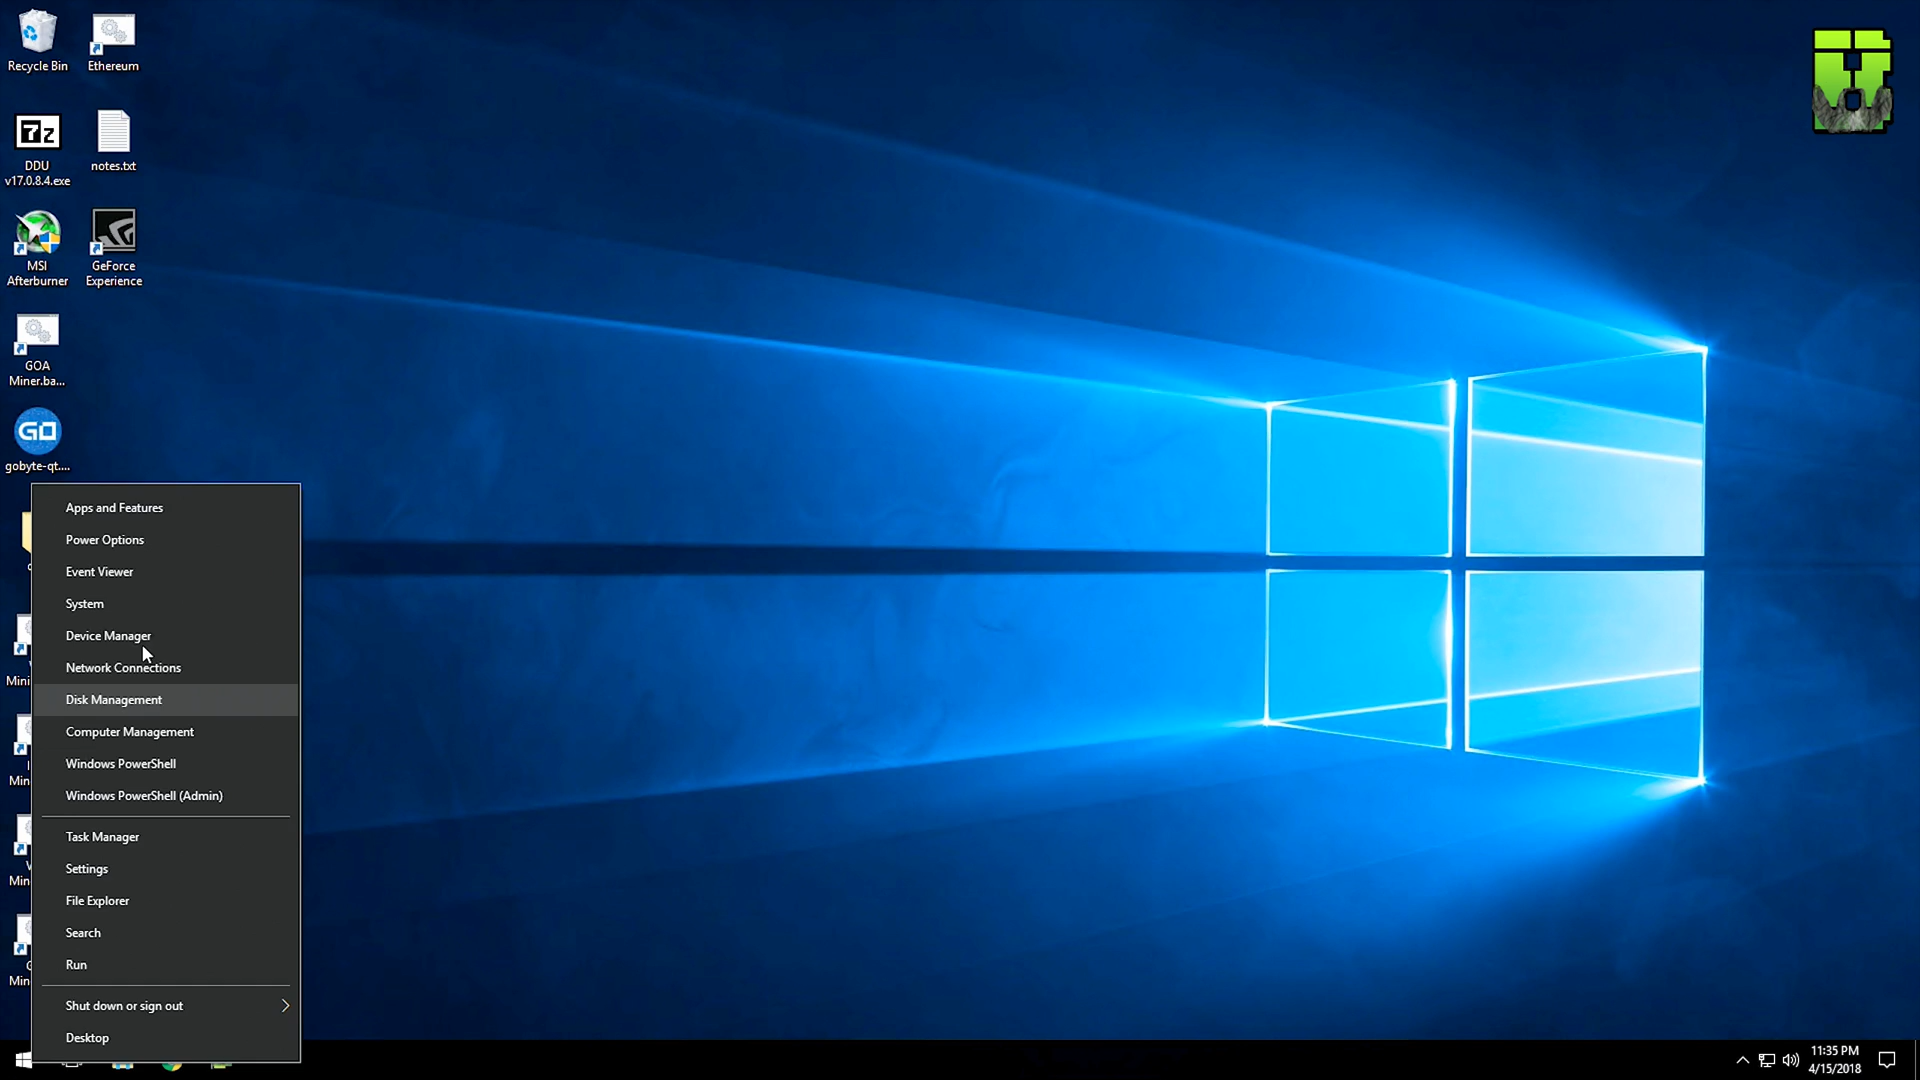 Recycle Bin
Ethereum
7z
DDU
v17.0.8.4.exe
notes.txt
MSI
Afterburner
GeForce
Experience
GOA
Miner.ba...
GO
gobyte-qt....
Apps and Features
Power Options
Event Viewer
System
Device Manager
Network Connections
Disk Management
Computer Management
Windows PowerShell
Windows PowerShell (Admin)
Task Manager
Settings
File Explorer
Search
Run
Shut down or sign out
Desktop
11:35 PM
4/15/2018